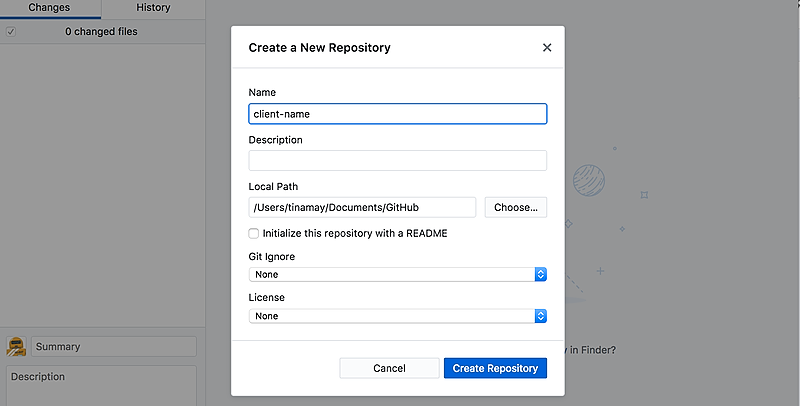 Changes
History
0 changed files
Create a New Repository
Name
client-name
Description
Local Path
/Users/tinamay/Documents/GitHub
Choose...
Initialize this repository with a README
Git Ignore
None
License
None
Cancel
Create Repository
in Finder?
Summary
Description